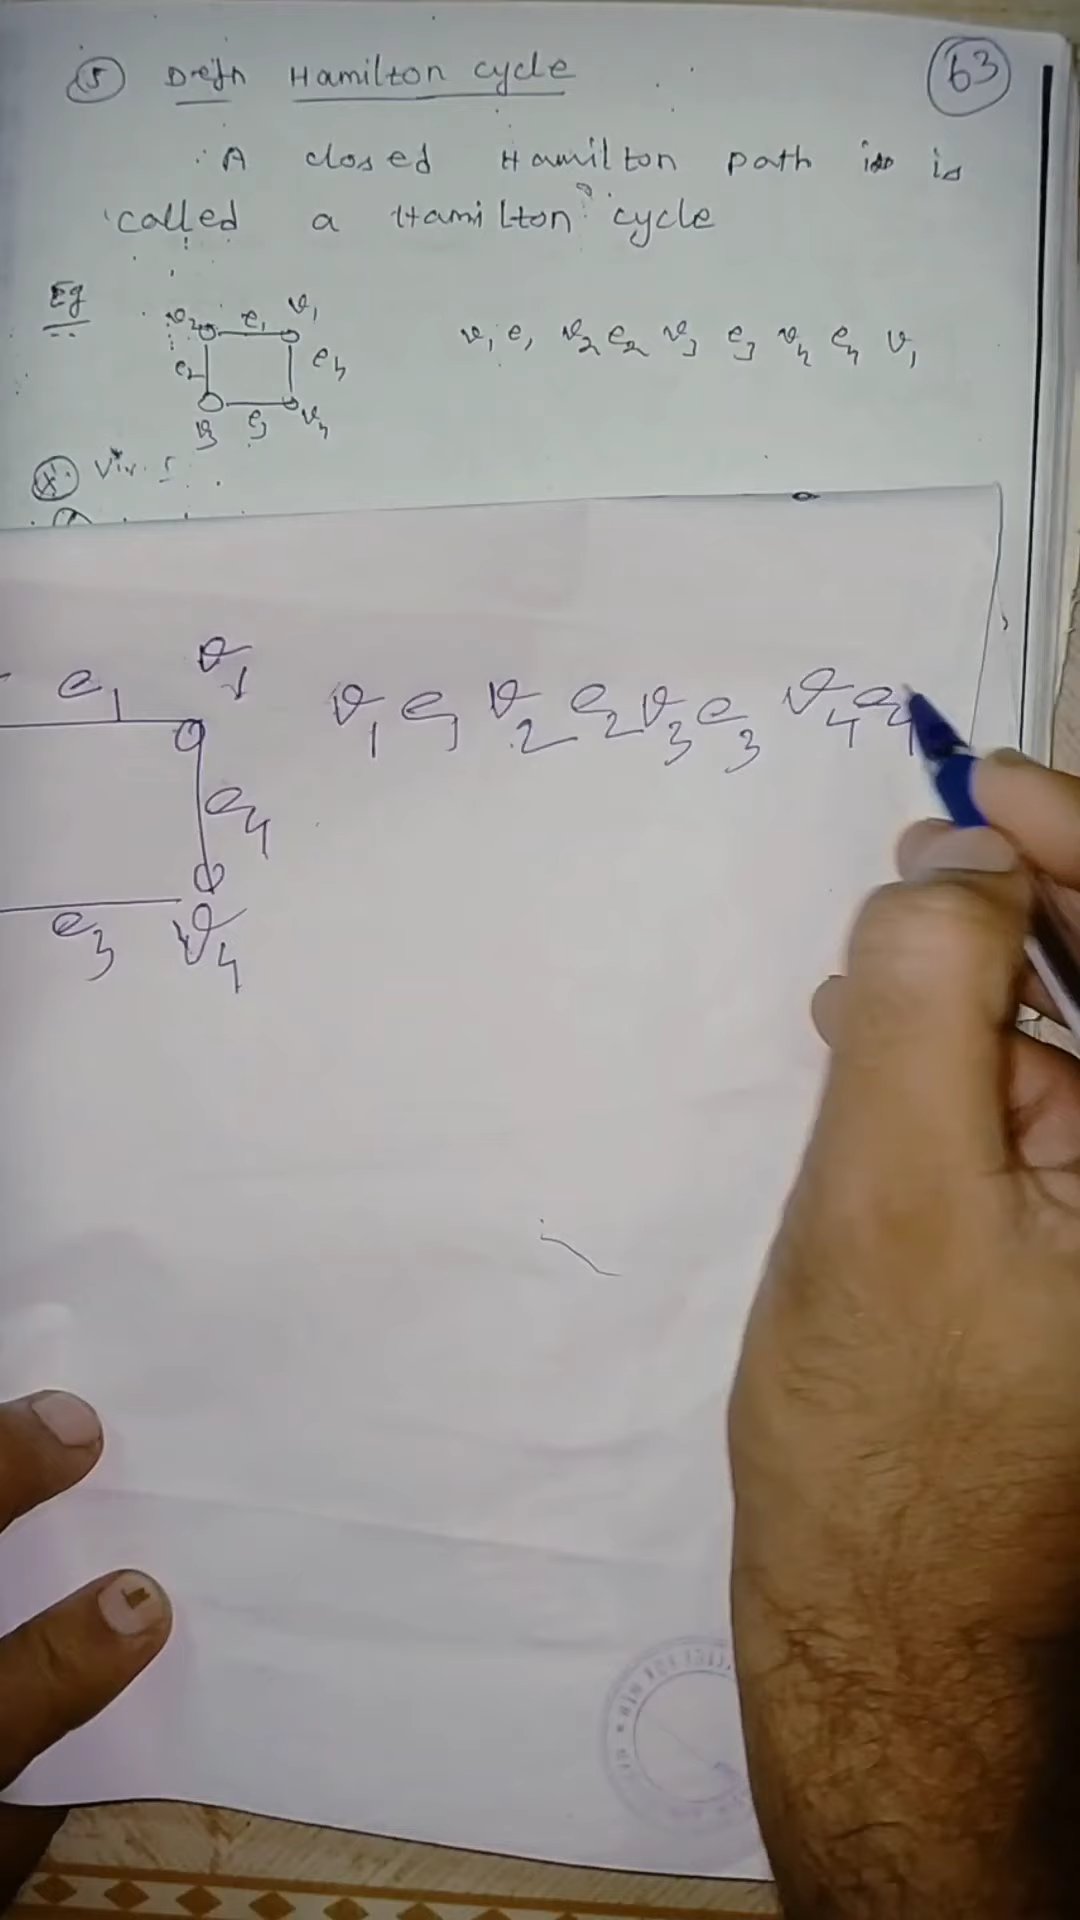 5 Defn Hamilton cycle
63
A closed Hamilton path is
called a Hamilton cycle
Eg
v2 e1 v1
v1 e1 v2 e2 v3 e3 v4 e4 v1
e2 e4
v3 e3 v4
e1 v1
v1 e1 v2 e2 v3 e3 v4 e4
e4
e3 v4